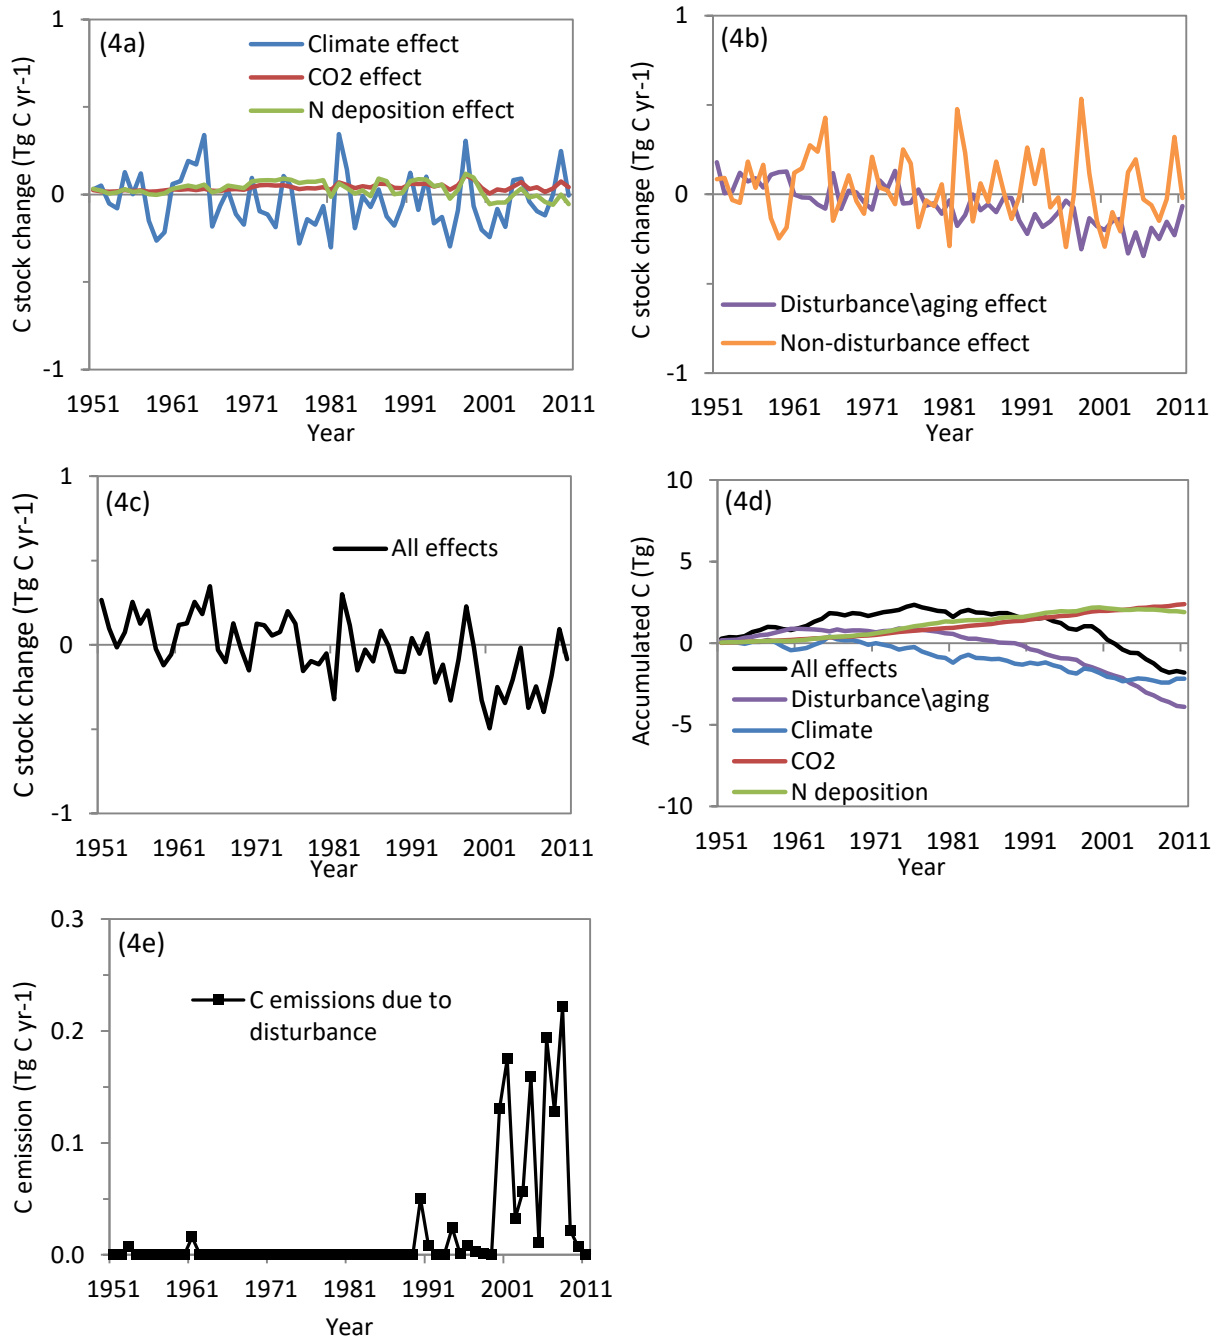 (4a)
Climate effect
CO2 effect
N deposition effect
C stock change (Tg C yr-1)
1
0
-1
1951 1961 1971 1981 1991 2001 2011
Year
(4b)
C stock change (Tg C yr-1)
1
0
-1
Disturbance\aging effect
Non-disturbance effect
1951 1961 1971 1981 1991 2001 2011
Year
(4c)
All effects
C stock change (Tg C yr-1)
1
0
-1
1951 1961 1971 1981 1991 2001 2011
Year
(4d)
Accumulated C (Tg)
10
5
0
-5
-10
All effects
Disturbance\aging
Climate
CO2
N deposition
1951 1961 1971 1981 1991 2001 2011
Year
(4e)
C emissions due to
disturbance
C emission (Tg C yr-1)
0.3
0.2
0.1
0.0
1951 1961 1971 1981 1991 2001 2011
Year